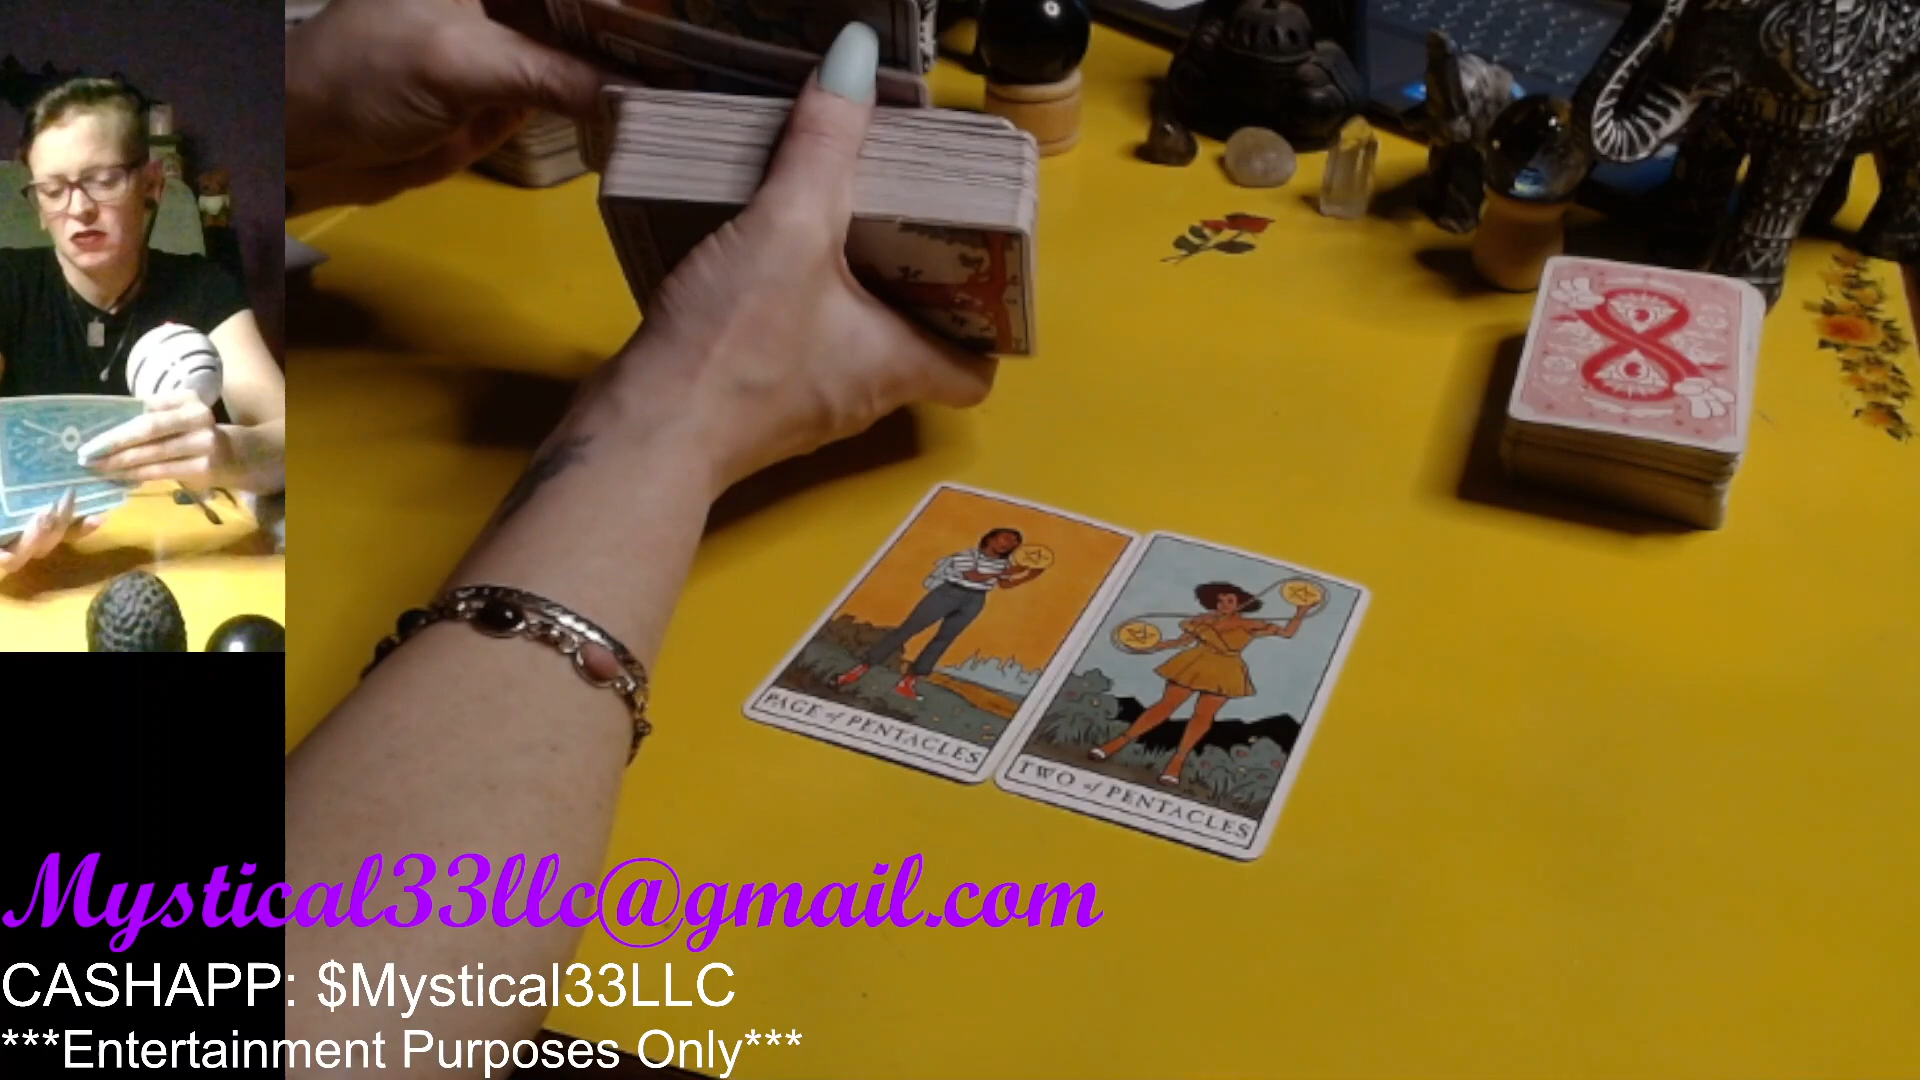 PAGE of PENTACLES
TWO of PENTACLES
Mystical33llc@gmail.com
CASHAPP: $Mystical33LLC
***Entertainment Purposes Only***